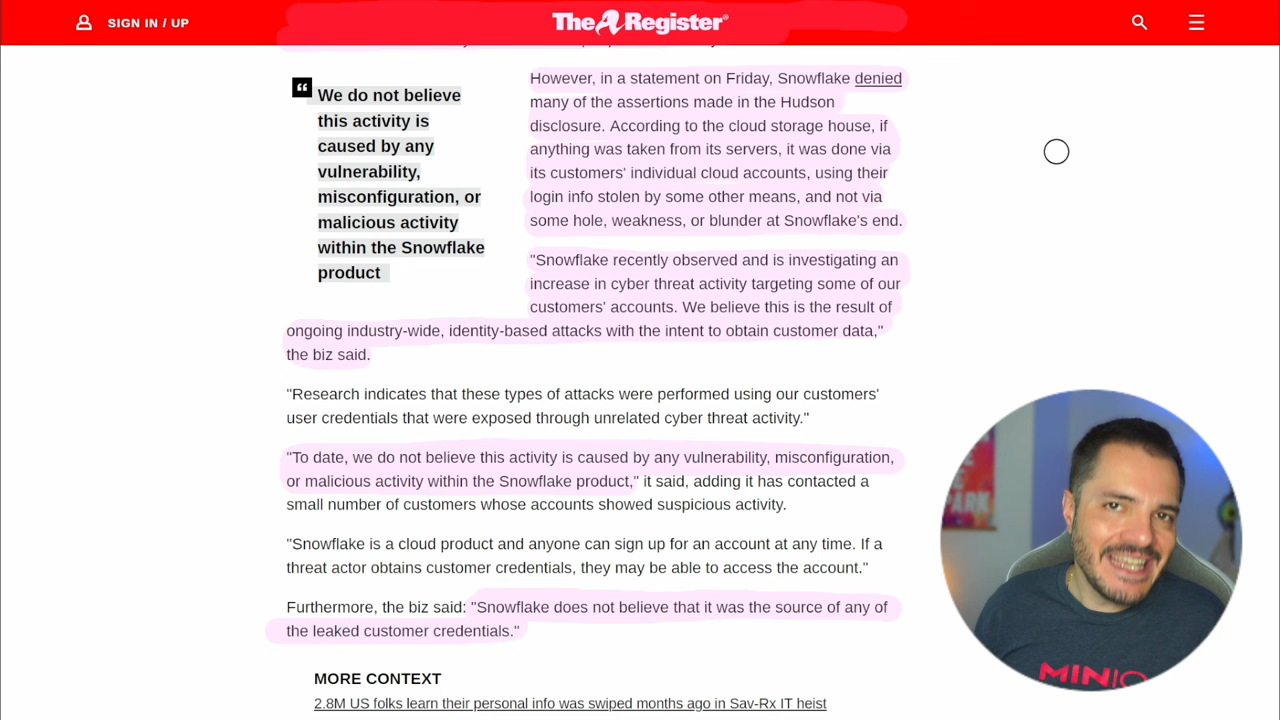 SIGN IN / UP
The Register®
However, in a statement on Friday, Snowflake denied
many of the assertions made in the Hudson
disclosure. According to the cloud storage house, if
anything was taken from its servers, it was done via
its customers' individual cloud accounts, using their
login info stolen by some other means, and not via
some hole, weakness, or blunder at Snowflake's end.
We do not believe
this activity is
caused by any
vulnerability,
misconfiguration, or
malicious activity
within the Snowflake
product
"Snowflake recently observed and is investigating an
increase in cyber threat activity targeting some of our
customers' accounts. We believe this is the result of
ongoing industry-wide, identity-based attacks with the intent to obtain customer data,"
the biz said.
"Research indicates that these types of attacks were performed using our customers'
user credentials that were exposed through unrelated cyber threat activity."
"To date, we do not believe this activity is caused by any vulnerability, misconfiguration,
or malicious activity within the Snowflake product," it said, adding it has contacted a
small number of customers whose accounts showed suspicious activity.
"Snowflake is a cloud product and anyone can sign up for an account at any time. If a
threat actor obtains customer credentials, they may be able to access the account."
Furthermore, the biz said: "Snowflake does not believe that it was the source of any of
the leaked customer credentials."
MORE CONTEXT
2.8M US folks learn their personal info was swiped months ago in Sav-Rx IT heist
MINIO